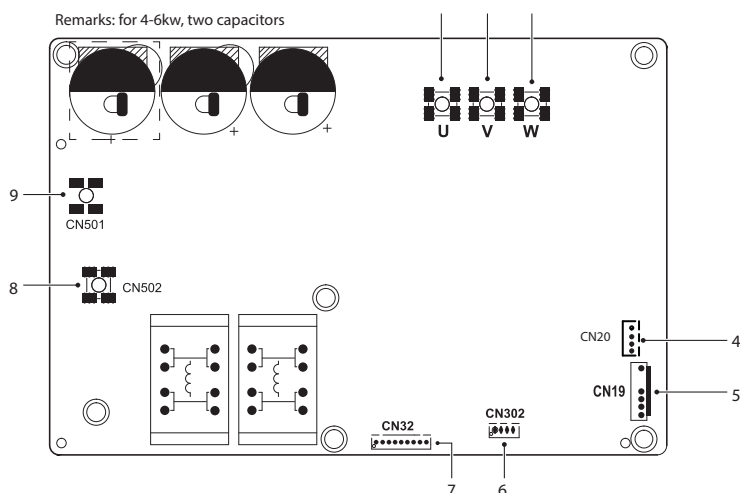 Remarks: for 4-6kw, two capacitors
+ + +
U V W
9
CN501
8
CN502
CN20
4
CN19
5
CN302
CN32
7
6